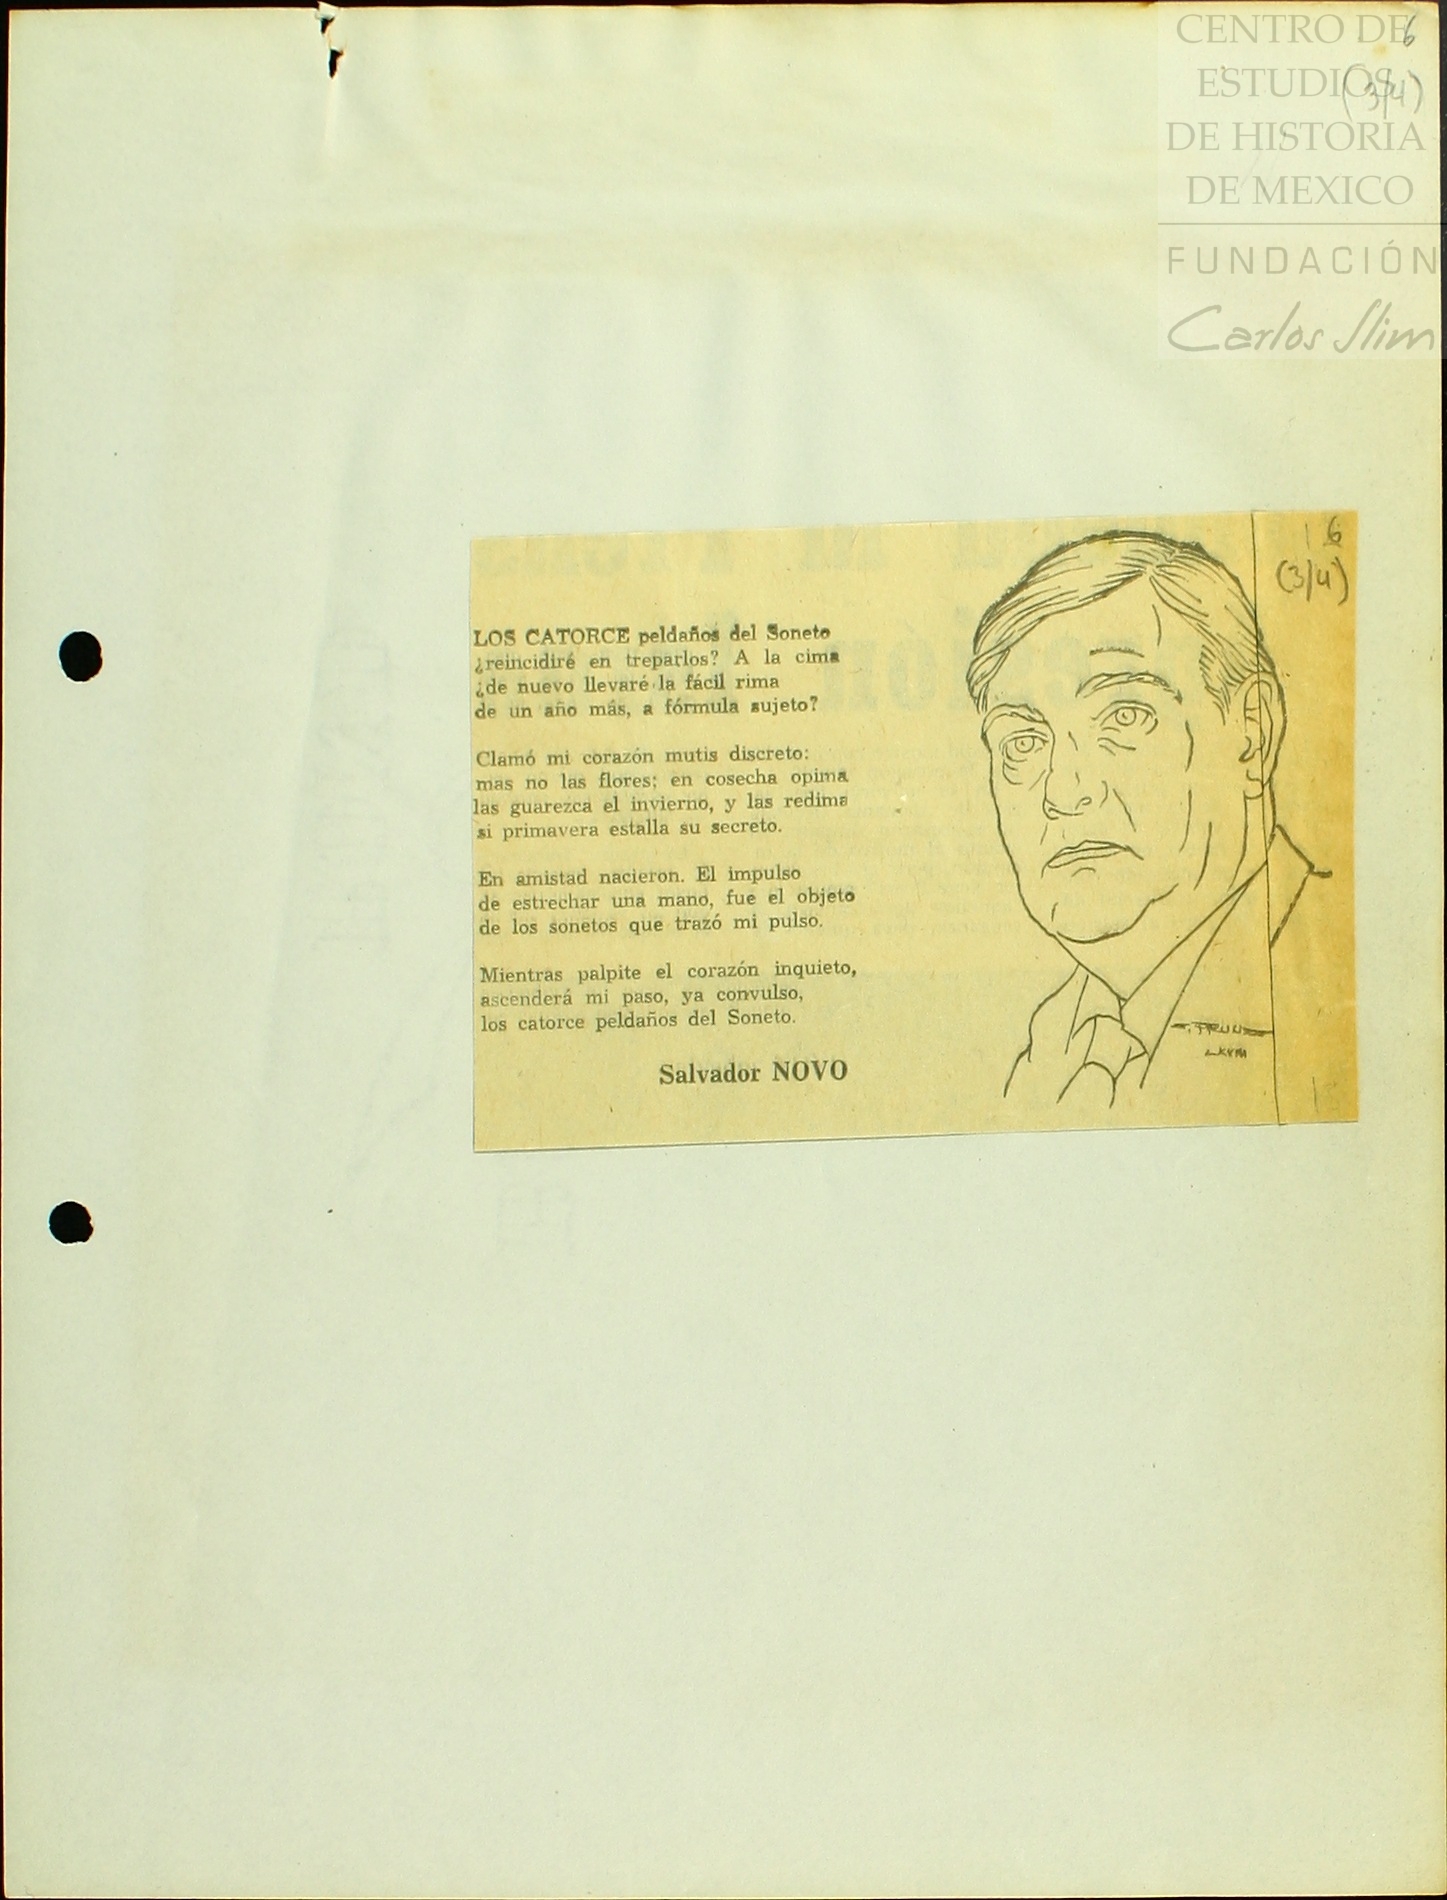 CENTRO DE
ESTUDIOS
DE HISTORIA
DE MEXICO
FUNDACIÓN
Carlos Slim
6
(3/4)
6
(3/4)
LOS CATORCE peldaños del Soneto
¿reincidiré en treparlos? A la cima
¿de nuevo llevaré la fácil rima
de un año más, a fórmula sujeto?
Clamó mi corazón mutis discreto:
mas no las flores; en cosecha opima
las guarezca el invierno, y las redima
si primavera estalla su secreto.
En amistad nacieron. El impulso
de estrechar una mano, fue el objeto
de los sonetos que trazó mi pulso.
Mientras palpite el corazón inquieto,
ascenderá mi paso, ya convulso,
los catorce peldaños del Soneto.
Salvador NOVO